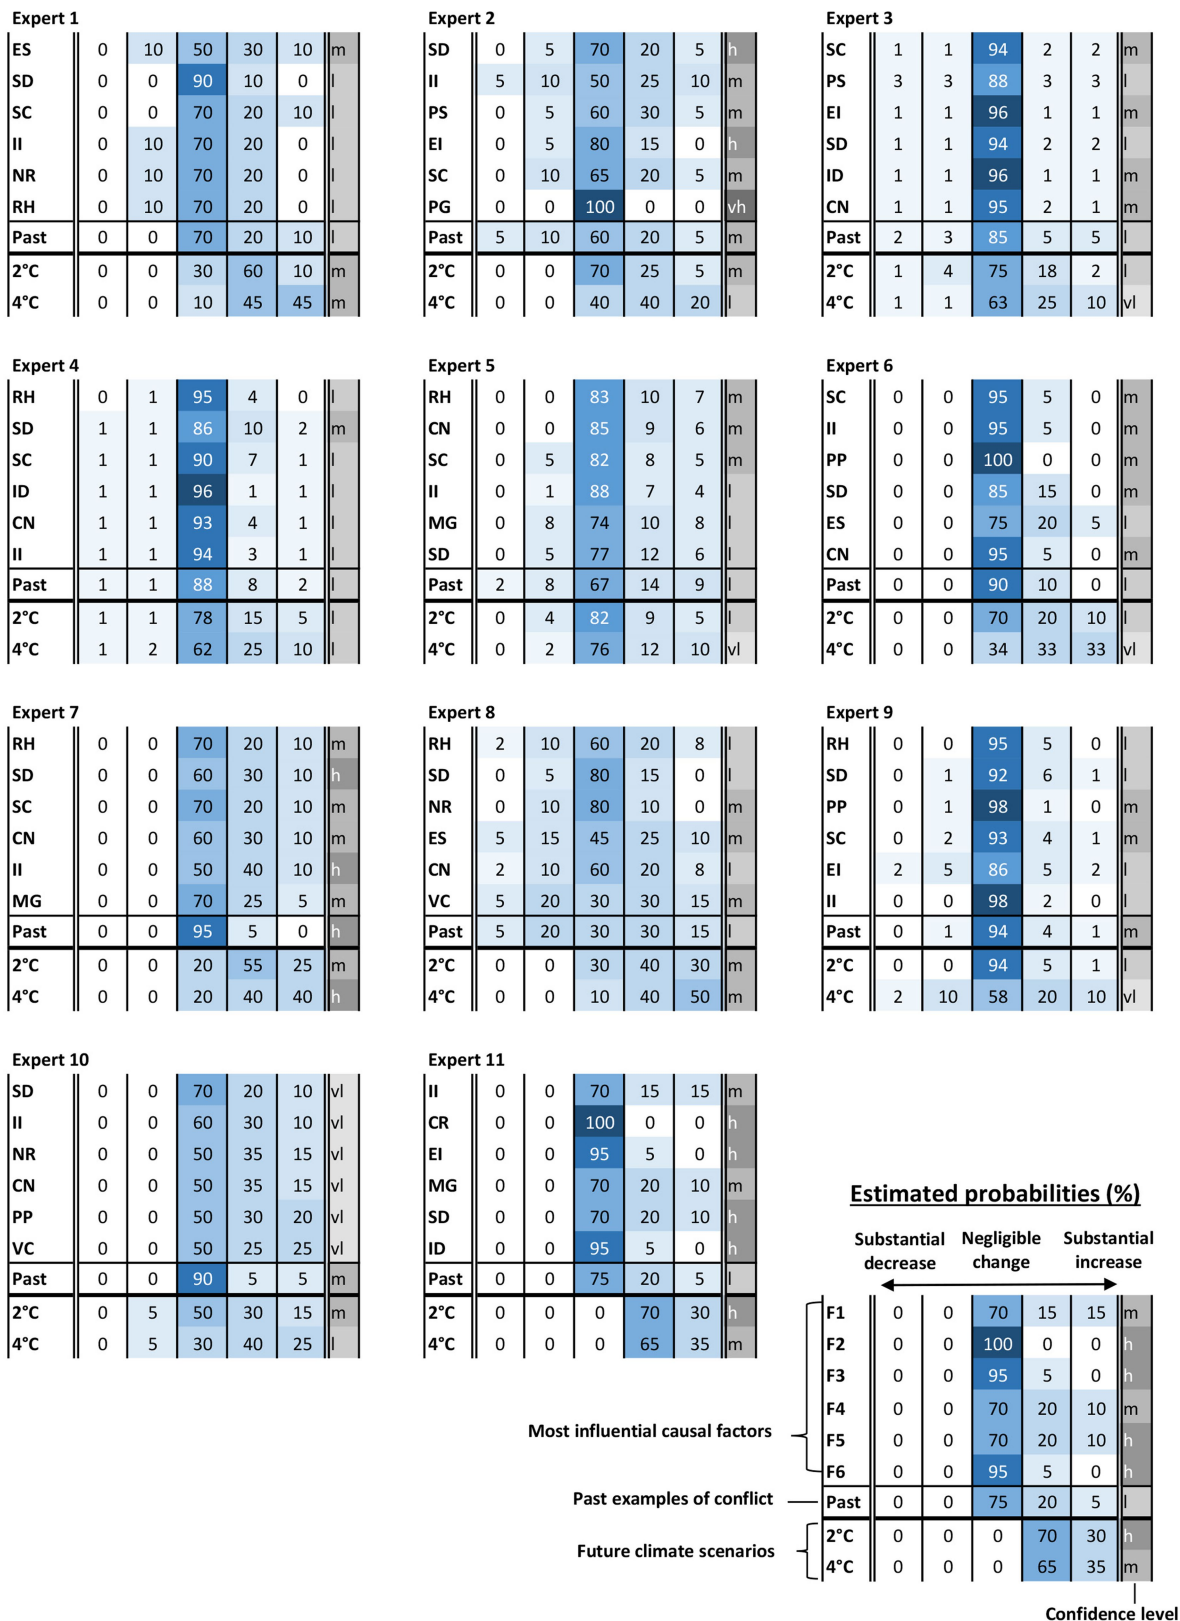 Expert 1
ES 0 10 50 30 10 m
SD 0 0 90 10 0 l
SC 0 0 70 20 10 l
II 0 10 70 20 0 l
NR 0 10 70 20 0 l
RH 0 10 70 20 0 l
Past 0 0 70 20 10 l
2°C 0 0 30 60 10 m
4°C 0 0 10 45 45 m
Expert 2
SD 0 5 70 20 5 h
II 5 10 50 25 10 m
PS 0 5 60 30 5 m
EI 0 5 80 15 0 h
SC 0 10 65 20 5 m
PG 0 0 100 0 0 vh
Past 5 10 60 20 5 m
2°C 0 0 70 25 5 m
4°C 0 0 40 40 20 l
Expert 3
SC 1 1 94 2 2 m
PS 3 3 88 3 3 l
EI 1 1 96 1 1 m
SD 1 1 94 2 2 l
ID 1 1 96 1 1 m
CN 1 1 95 2 1 m
Past 2 3 85 5 5 l
2°C 1 4 75 18 2 l
4°C 1 1 63 25 10 vl
Expert 4
RH 0 1 95 4 0 l
SD 1 1 86 10 2 m
SC 1 1 90 7 1 l
ID 1 1 96 1 1 l
CN 1 1 93 4 1 l
II 1 1 94 3 1 l
Past 1 1 88 8 2 l
2°C 1 1 78 15 5 l
4°C 1 2 62 25 10 l
Expert 5
RH 0 0 83 10 7 m
CN 0 0 85 9 6 m
SC 0 5 82 8 5 m
II 0 1 88 7 4 l
MG 0 8 74 10 8 l
SD 0 5 77 12 6 l
Past 2 8 67 14 9 l
2°C 0 4 82 9 5 l
4°C 0 2 76 12 10 vl
Expert 6
SC 0 0 95 5 0 m
II 0 0 95 5 0 m
PP 0 0 100 0 0 m
SD 0 0 85 15 0 m
ES 0 0 75 20 5 l
CN 0 0 95 5 0 m
Past 0 0 90 10 0 l
2°C 0 0 70 20 10 l
4°C 0 0 34 33 33 vl
Expert 7
RH 0 0 70 20 10 m
SD 0 0 60 30 10 h
SC 0 0 70 20 10 m
CN 0 0 60 30 10 m
II 0 0 50 40 10 h
MG 0 0 70 25 5 m
Past 0 0 95 5 0 h
2°C 0 0 20 55 25 m
4°C 0 0 20 40 40 h
Expert 8
RH 2 10 60 20 8 l
SD 0 5 80 15 0 l
NR 0 10 80 10 0 m
ES 5 15 45 25 10 m
CN 2 10 60 20 8 l
VC 5 20 30 30 15 m
Past 5 20 30 30 15 l
2°C 0 0 30 40 30 m
4°C 0 0 10 40 50 m
Expert 9
RH 0 0 95 5 0 l
SD 0 1 92 6 1 l
PP 0 1 98 1 0 m
SC 0 2 93 4 1 m
EI 2 5 86 5 2 l
II 0 0 98 2 0 l
Past 0 1 94 4 1 m
2°C 0 0 94 5 1 l
4°C 2 10 58 20 10 vl
Expert 10
SD 0 0 70 20 10 vl
II 0 0 60 30 10 vl
NR 0 0 50 35 15 vl
CN 0 0 50 35 15 vl
PP 0 0 50 30 20 vl
VC 0 0 50 25 25 vl
Past 0 0 90 5 5 m
2°C 0 5 50 30 15 m
4°C 0 5 30 40 25 l
Expert 11
II 0 0 70 15 15 m
CR 0 0 100 0 0 h
EI 0 0 95 5 0 h
MG 0 0 70 20 10 m
SD 0 0 70 20 10 h
ID 0 0 95 5 0 h
Past 0 0 75 20 5 l
2°C 0 0 0 70 30 h
4°C 0 0 0 65 35 m
Estimated probabilities (%)
Substantial Negligible Substantial
decrease change increase
F1 0 0 70 15 15 m
F2 0 0 100 0 0 h
F3 0 0 95 5 0 h
F4 0 0 70 20 10 m
Most influential causal factors
F5 0 0 70 20 10 h
F6 0 0 95 5 0 h
Past examples of conflict
Past 0 0 75 20 5 l
2°C 0 0 0 70 30 h
Future climate scenarios
4°C 0 0 0 65 35 m
Confidence level